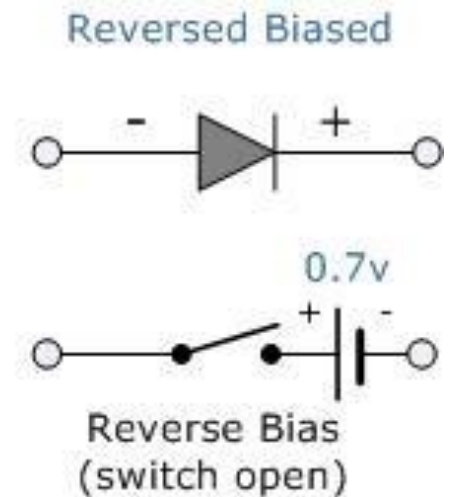 Reversed Biased
- +
0.7v
+ -
Reverse Bias
(switch open)